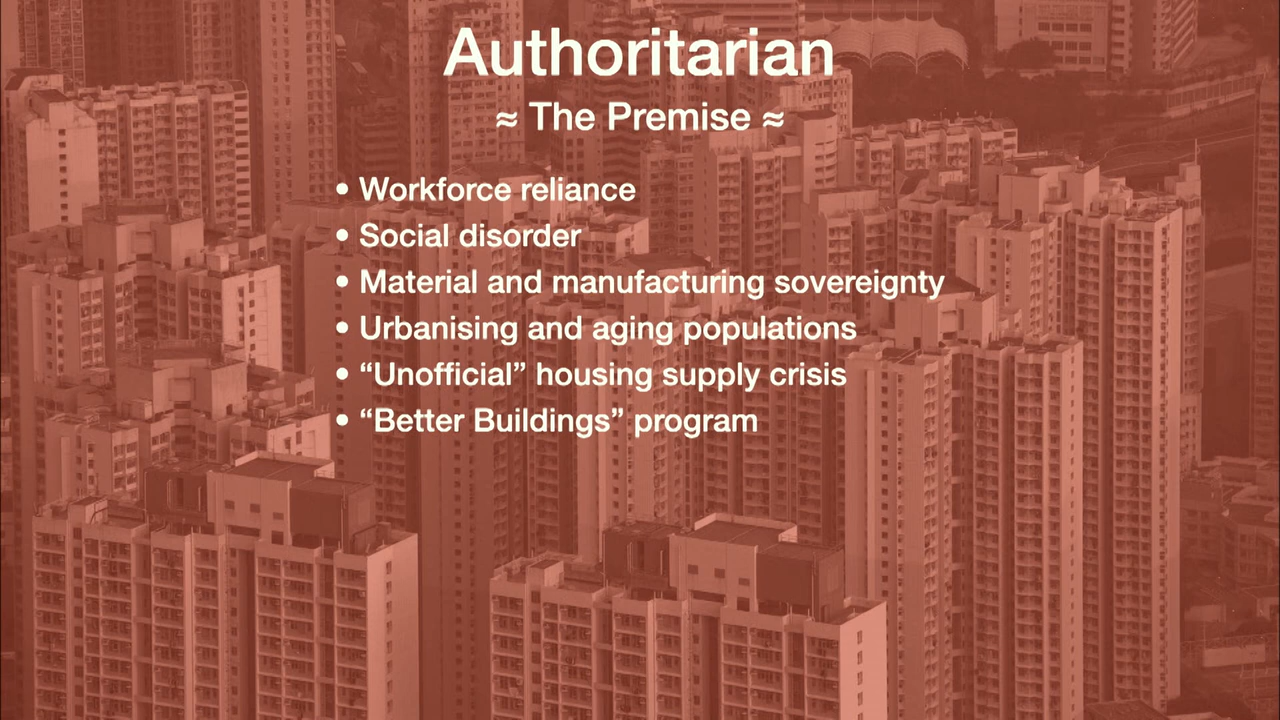 Authoritarian
≈ The Premise ≈
• Workforce reliance
• Social disorder
• Material and manufacturing sovereignty
• Urbanising and aging populations
• “Unofficial” housing supply crisis
• “Better Buildings” program